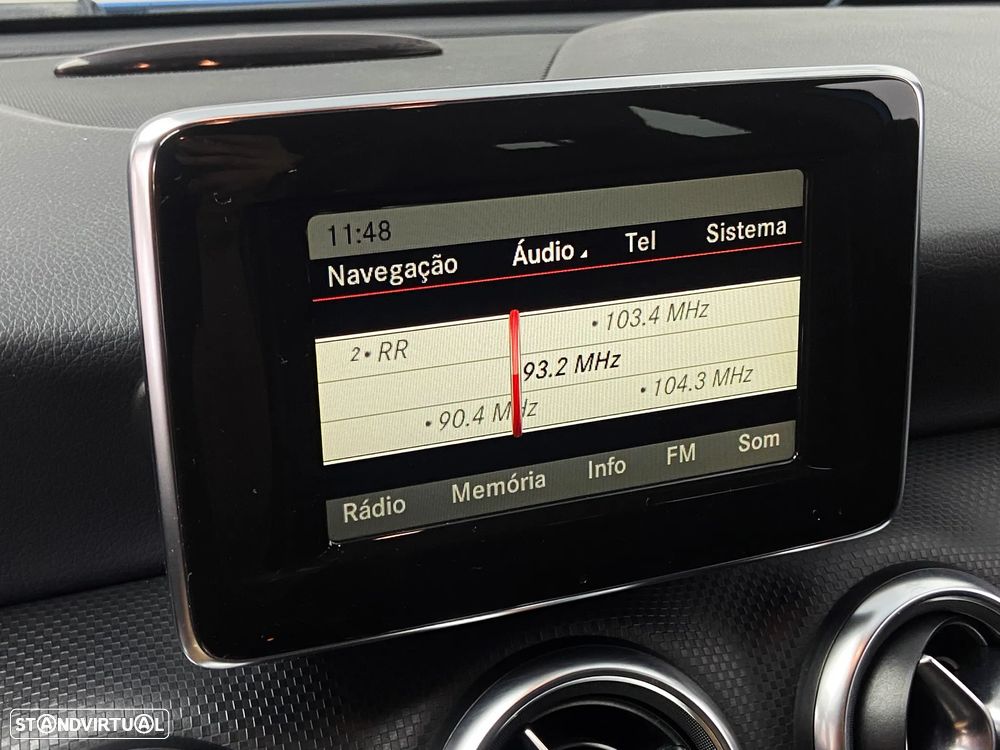 11:48
Navegação Áudio Tel Sistema
2• RR • 103.4 MHz
93.2 MHz
• 90.4 MHz • 104.3 MHz
Rádio Memória Info FM Som
STANDVIRTUAL